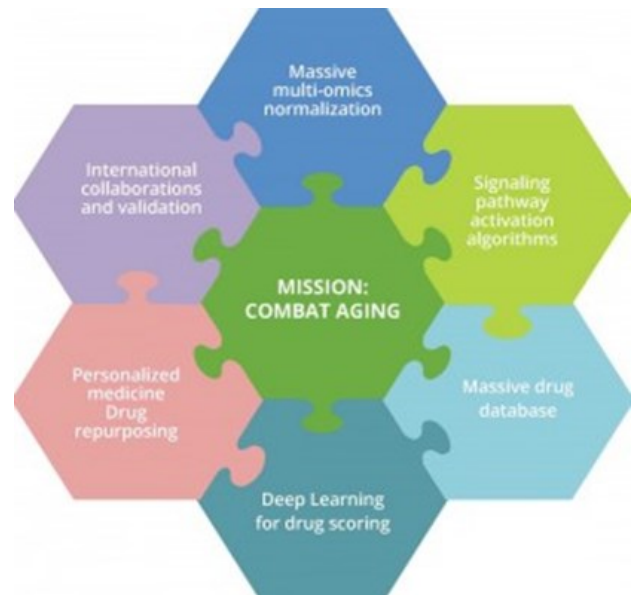 Massive
multi-omics
normalization
Signaling
pathway
activation
algorithms
Massive drug
database
Deep Learning
for drug scoring
Personalized
medicine
Drug
repurposing
International
collaborations
and validation
MISSION:
COMBAT AGING